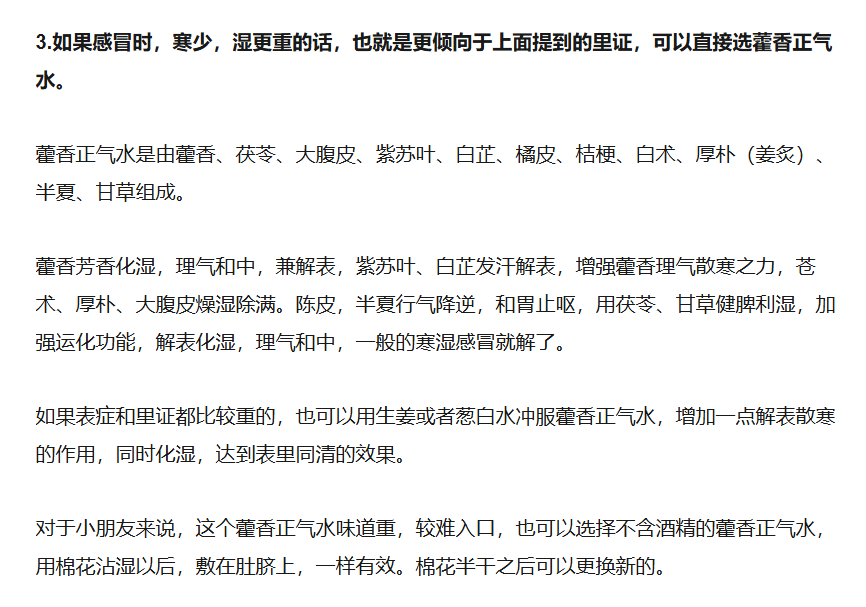 3.如果感冒时，寒少，湿更重的话，也就是更倾向于上面提到的里证，可以直接选藿香正气
水。
藿香正气水是由藿香、茯苓、大腹皮、紫苏叶、白芷、橘皮、桔梗、白术、厚朴（姜炙）、
半夏、甘草组成。
藿香芳香化湿，理气和中，兼解表，紫苏叶、白芷发汗解表，增强藿香理气散寒之力，苍
术、厚朴、大腹皮燥湿除满。陈皮，半夏行气降逆，和胃止呕，用茯苓、甘草健脾利湿，加
强运化功能，解表化湿，理气和中，一般的寒湿感冒就解了。
如果表症和里证都比较重的，也可以用生姜或者葱白水冲服藿香正气水，增加一点解表散寒
的作用，同时化湿，达到表里同清的效果。
对于小朋友来说，这个藿香正气水味道重，较难入口，也可以选择不含酒精的藿香正气水，
用棉花沾湿以后，敷在肚脐上，一样有效。棉花半干之后可以更换新的。